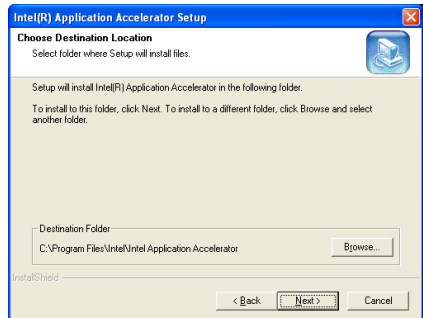 Intel(R) Application Accelerator Setup
Choose Destination Location
Select folder where Setup will install files.
Setup will install Intel(R) Application Accelerator in the following folder.
To install to this folder, click Next. To install to a different folder, click Browse and select
another folder.
Destination Folder
C:\Program Files\Intel\Intel Application Accelerator
Browse...
InstallShield
< Back
Next >
Cancel